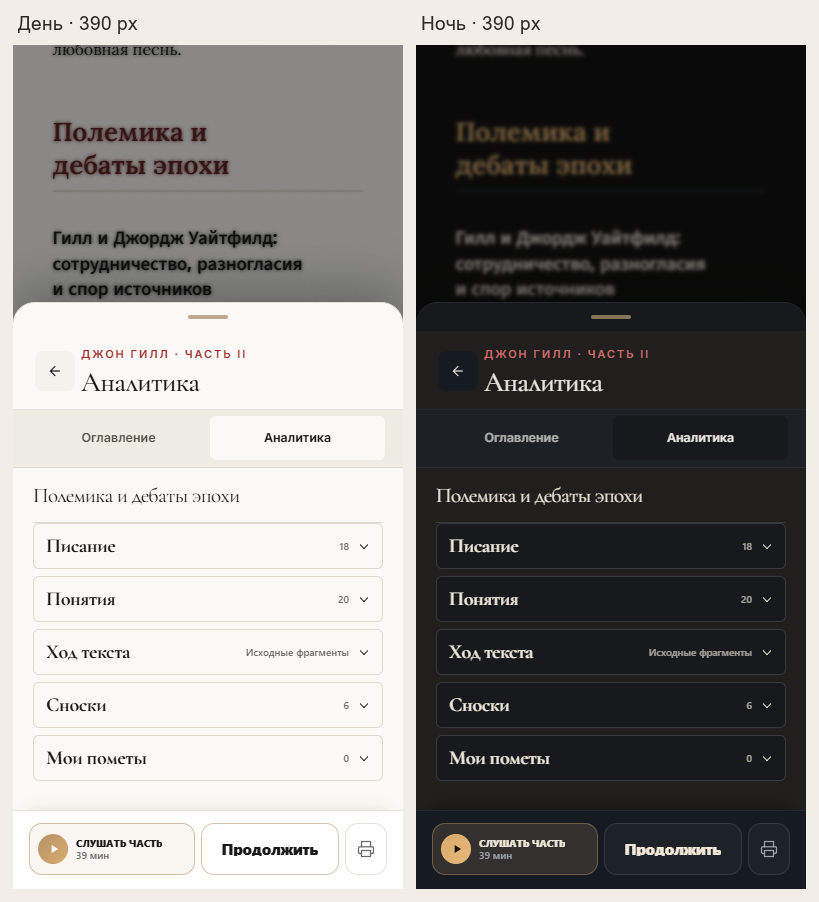 День · 390 px
любовная песнь.
Полемика и
дебаты эпохи
Гилл и Джордж Уайтфилд:
сотрудничество, разногласия
и спор источников
ДЖОН ГИЛЛ · ЧАСТЬ II
Аналитика
Оглавление
Аналитика
Полемика и дебаты эпохи
Писание 18
Понятия 20
Ход текста Исходные фрагменты
Сноски 6
Мои пометы 0
СЛУШАТЬ ЧАСТЬ
39 мин
Продолжить
Ночь · 390 px
любовная песнь.
Полемика и
дебаты эпохи
Гилл и Джордж Уайтфилд:
сотрудничество, разногласия
и спор источников
ДЖОН ГИЛЛ · ЧАСТЬ II
Аналитика
Оглавление
Аналитика
Полемика и дебаты эпохи
Писание 18
Понятия 20
Ход текста Исходные фрагменты
Сноски 6
Мои пометы 0
СЛУШАТЬ ЧАСТЬ
39 мин
Продолжить